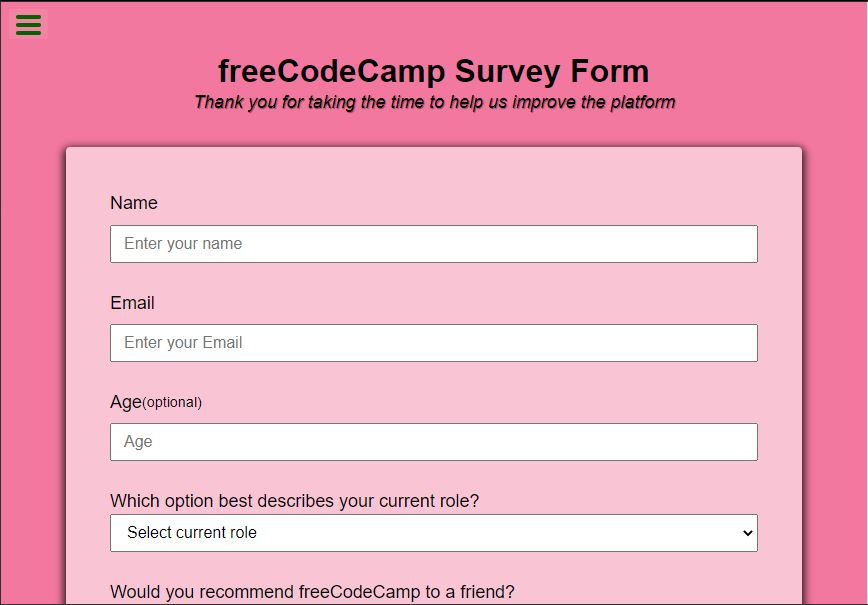 freeCodeCamp Survey Form
Thank you for taking the time to help us improve the platform
Name
Enter your name
Email
Enter your Email
Age(optional)
Age
Which option best describes your current role?
Select current role
Would you recommend freeCodeCamp to a friend?